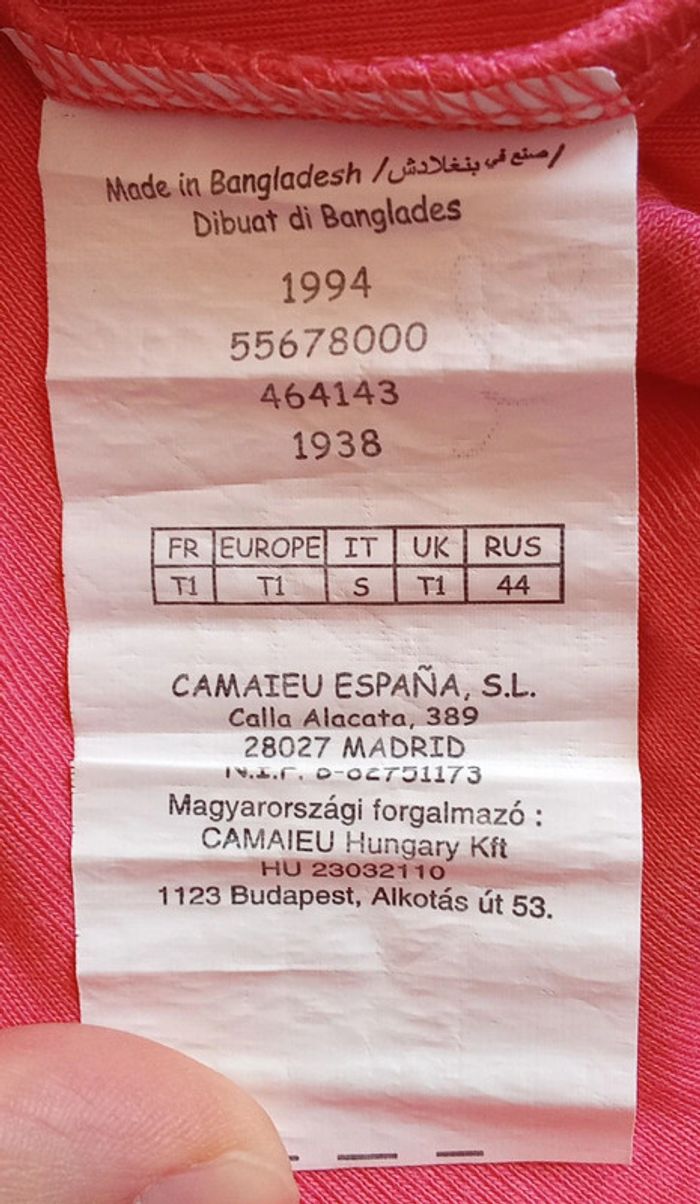 Made in Bangladesh /صنع في بنغلادش/
Dibuat di Banglades
1994
55678000
464143
1938
FR EUROPE IT UK RUS
T1 T1 S T1 44
CAMAIEU ESPAÑA, S.L.
Calla Alacata, 389
28027 MADRID
N.I.F. B-82751173
Magyarországi forgalmazó :
CAMAIEU Hungary Kft
HU 23032110
1123 Budapest, Alkotás út 53.